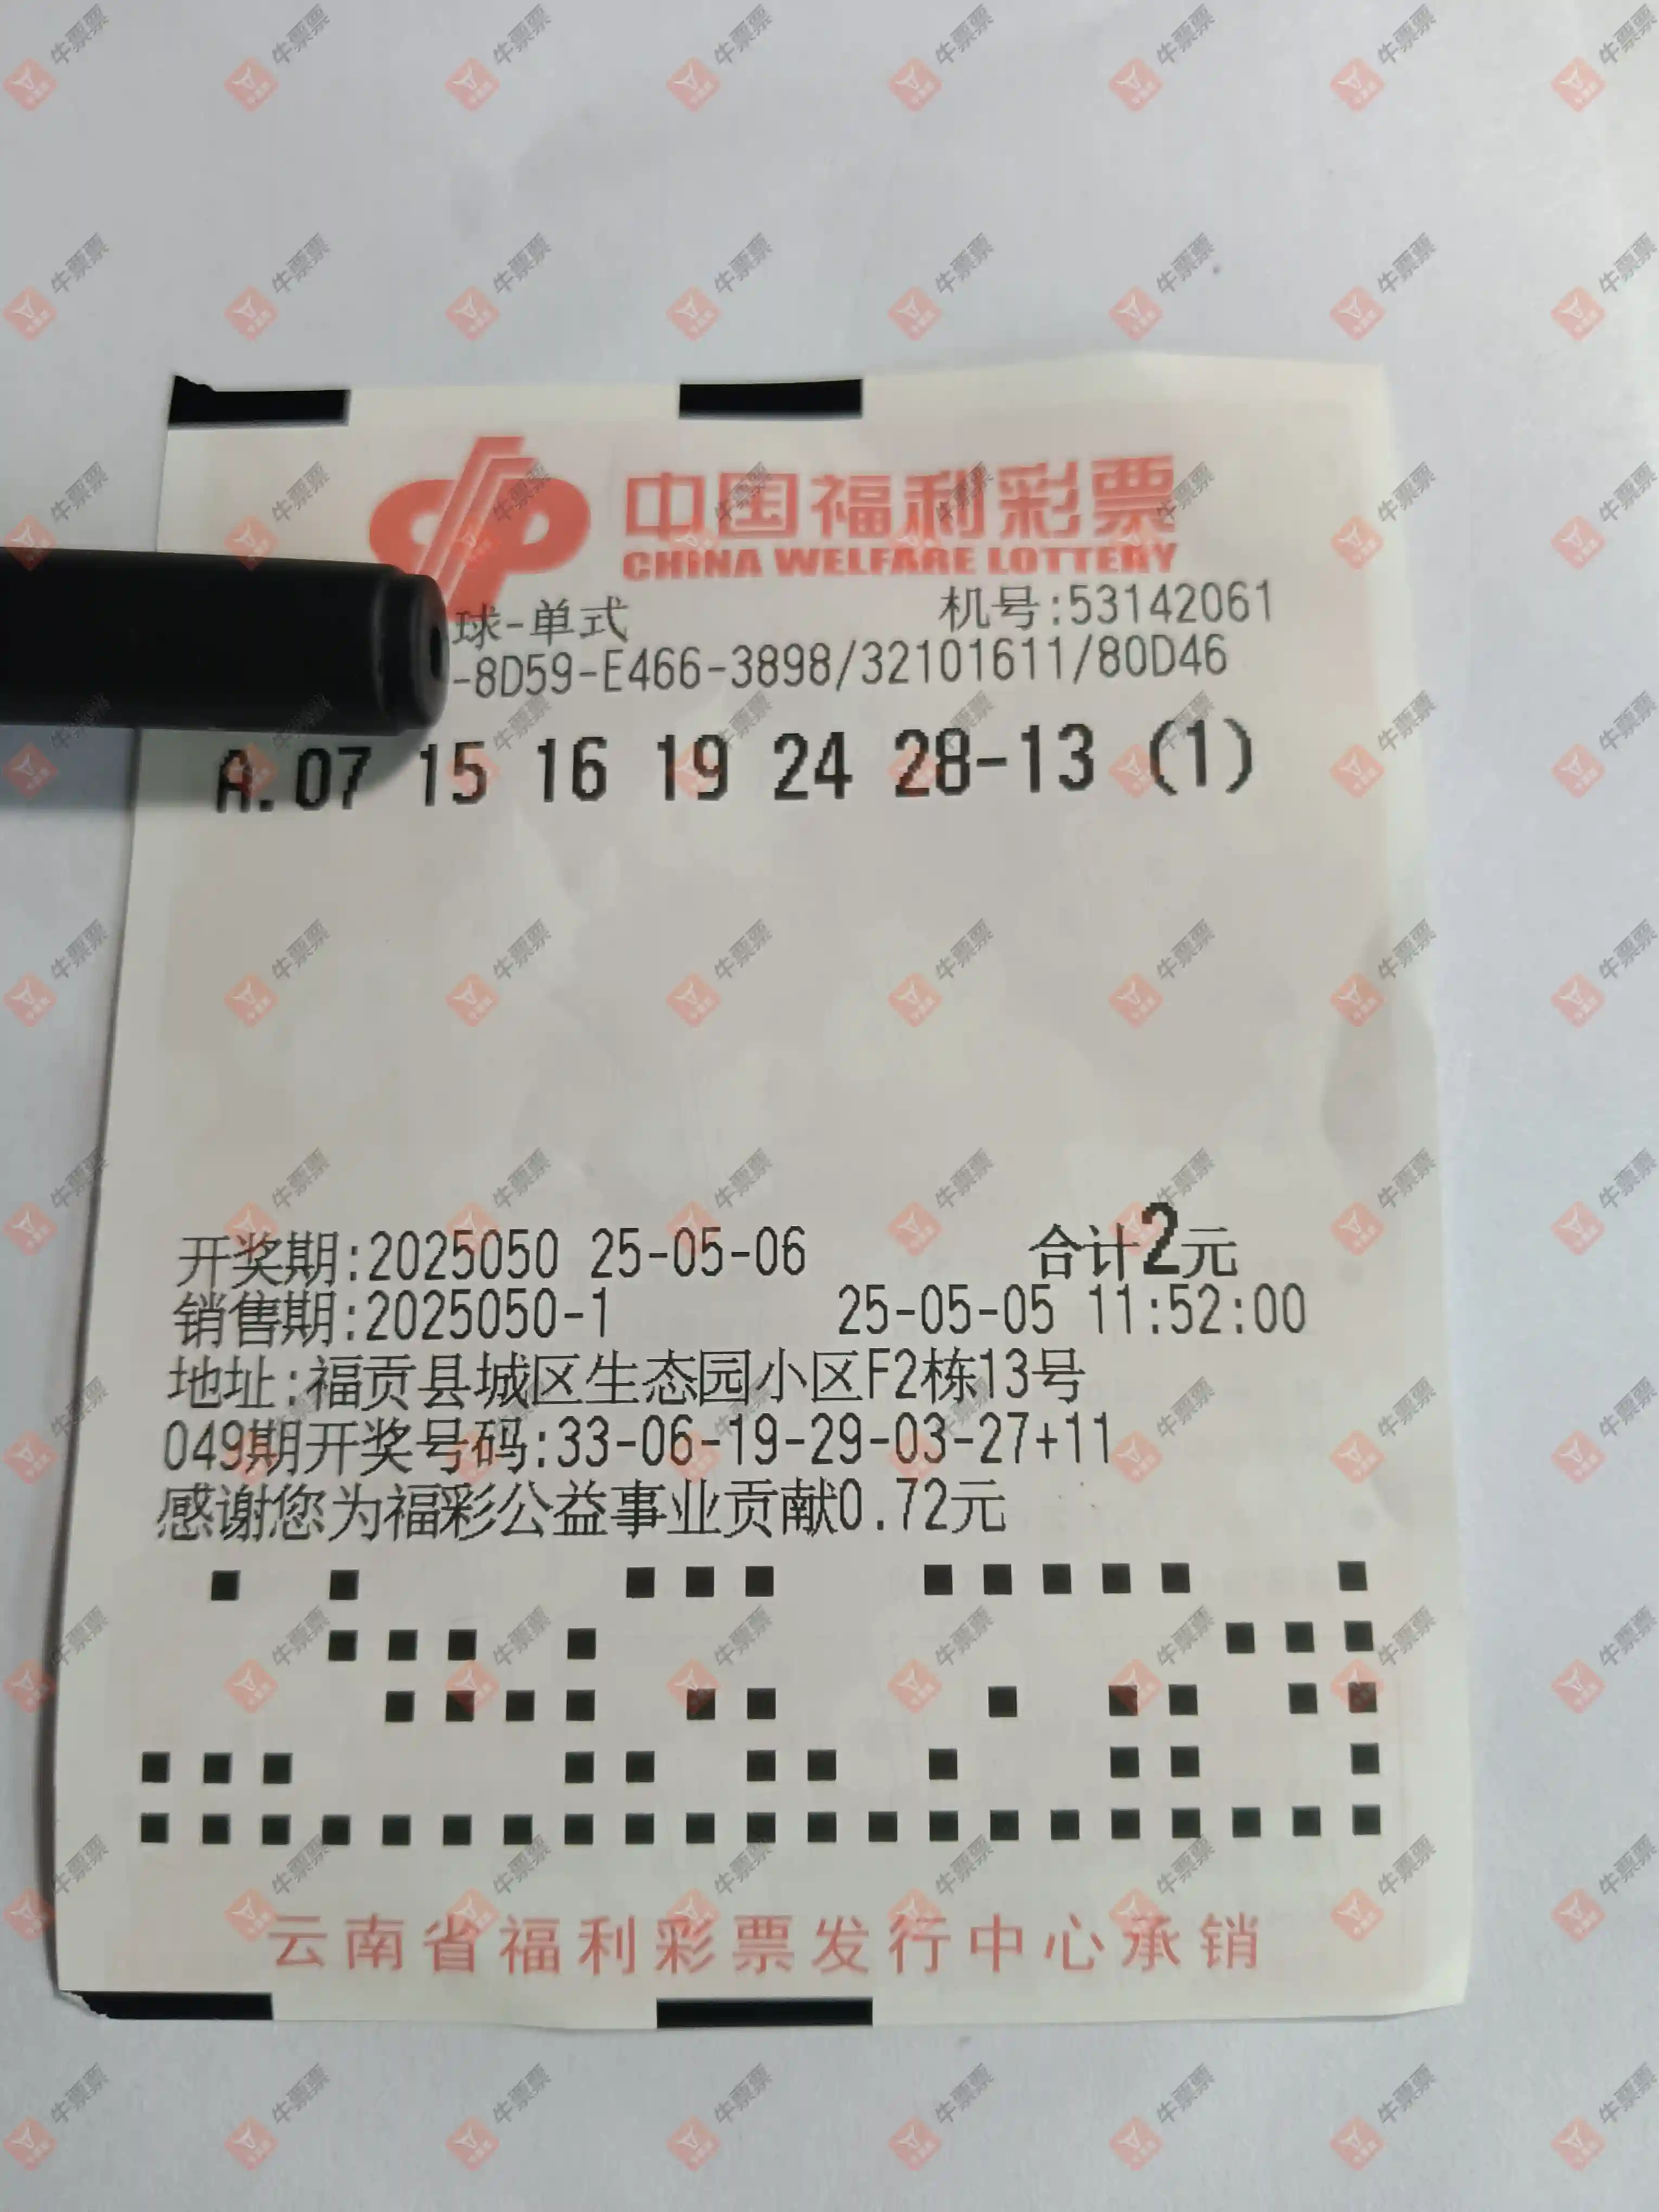 中国福利彩票
CHINA WELFARE LOTTERY
球-单式 机号:53142061
-8D59-E466-3898/32101611/80D46
A.07 15 16 19 24 28-13 (1)
开奖期:2025050 25-05-06 合计2元
销售期:2025050-1 25-05-05 11:52:00
地址:福贡县城区生态园小区F2栋13号
049期开奖号码:33-06-19-29-03-27+11
感谢您为福彩公益事业贡献0.72元
云南省福利彩票发行中心承销
牛票票